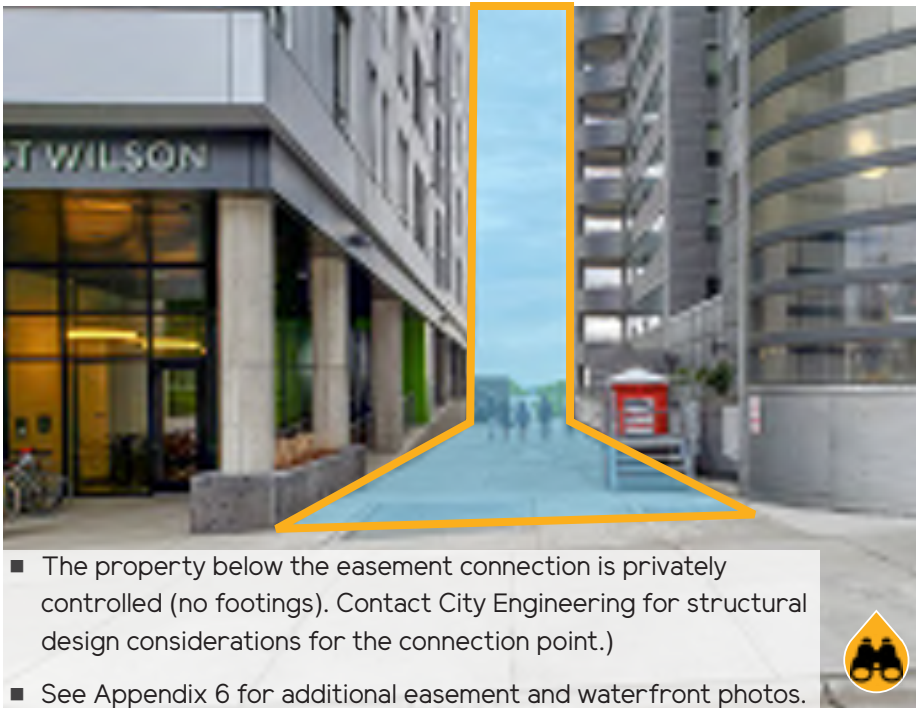 ST WILSON
■ The property below the easement connection is privately
controlled (no footings). Contact City Engineering for structural
design considerations for the connection point.)
■ See Appendix 6 for additional easement and waterfront photos.